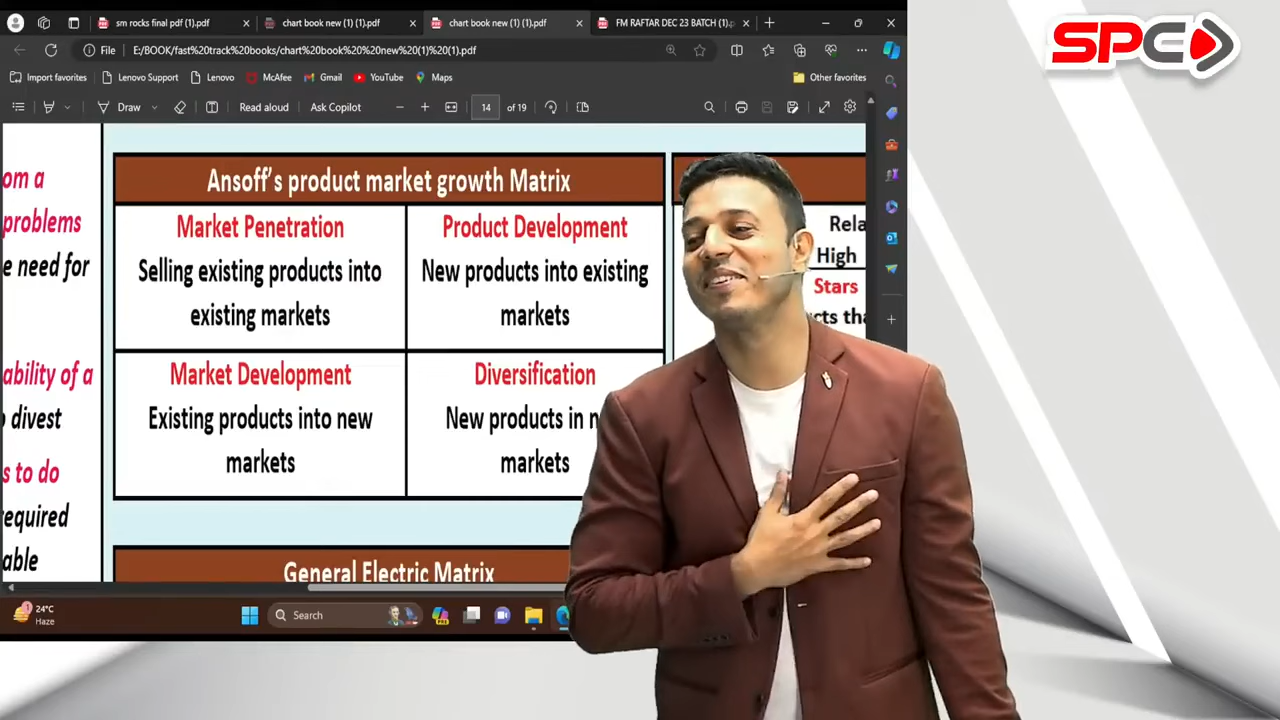 sm rocks final pdf (1).pdf
chart book new (1) (1).pdf
chart book new (1) (1).pdf
FM RAFTAR DEC 23 BATCH (1).p
File
E:/BOOK/fast%20track%20books/chart%20book%20new%20(1)%20(1).pdf
Import favorites
Lenovo Support
Lenovo
McAfee
Gmail
YouTube
Maps
Other favorites
Draw
Read aloud
Ask Copilot
14
of 19
om a
problems
e need for
ability of a
divest
s to do
required
able
Ansoff's product market growth Matrix
Market Penetration
Selling existing products into
existing markets
Product Development
New products into existing
markets
Market Development
Existing products into new
markets
Diversification
New products in n
markets
General Electric Matrix
Rela
High
Stars
cts tha
24°C
Haze
Search
SPC